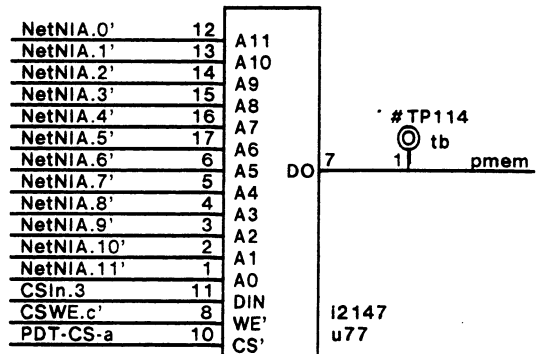 NetNIA.0' 12 A11
NetNIA.1' 13 A10
NetNIA.2' 14 A9
NetNIA.3' 15 A8
NetNIA.4' 16 A7
NetNIA.5' 17 A6
NetNIA.6' 6 A5
NetNIA.7' 5 A4
NetNIA.8' 4 A3
NetNIA.9' 3 A2
NetNIA.10' 2 A1
NetNIA.11' 1 A0
CSIn.3 11 DIN
CSWE.c' 8 WE'
PDT-CS-a 10 CS'
#TP114
tb
DO 7 1 pmem
i2147
u77